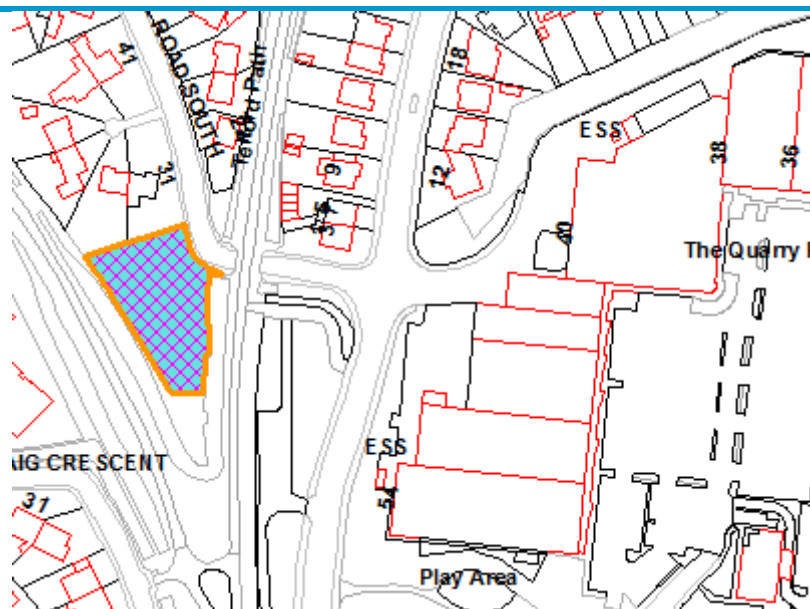 41
ROAD SOUTH
Telford Path
18
ESS
38
36
31
9
12
40
The Quarry
AIG CRESCENT
ESS
31
54
Play Area